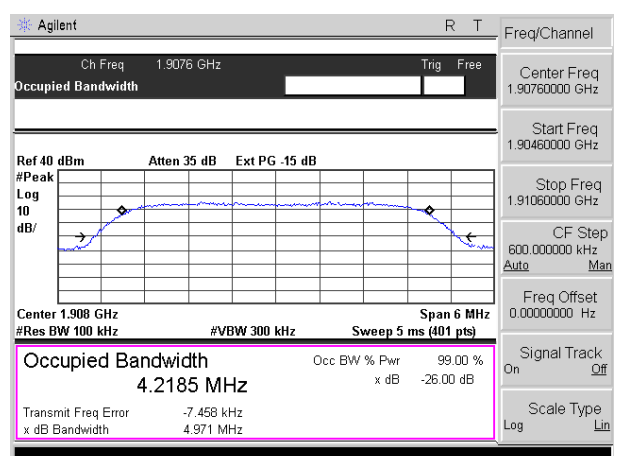 Agilent R T
Freq/Channel
Ch Freq 1.9076 GHz Trig Free
Occupied Bandwidth
Center Freq
1.90760000 GHz
Start Freq
1.90460000 GHz
Ref 40 dBm Atten 35 dB Ext PG -15 dB
#Peak
Log
10
dB/
Stop Freq
1.91060000 GHz
CF Step
600.000000 kHz
Auto Man
Freq Offset
0.00000000 Hz
Center 1.908 GHz Span 6 MHz
#Res BW 100 kHz #VBW 300 kHz Sweep 5 ms (401 pts)
Occupied Bandwidth Occ BW % Pwr 99.00 %
4.2185 MHz x dB -26.00 dB
Transmit Freq Error -7.458 kHz
x dB Bandwidth 4.971 MHz
Signal Track
On Off
Scale Type
Log Lin